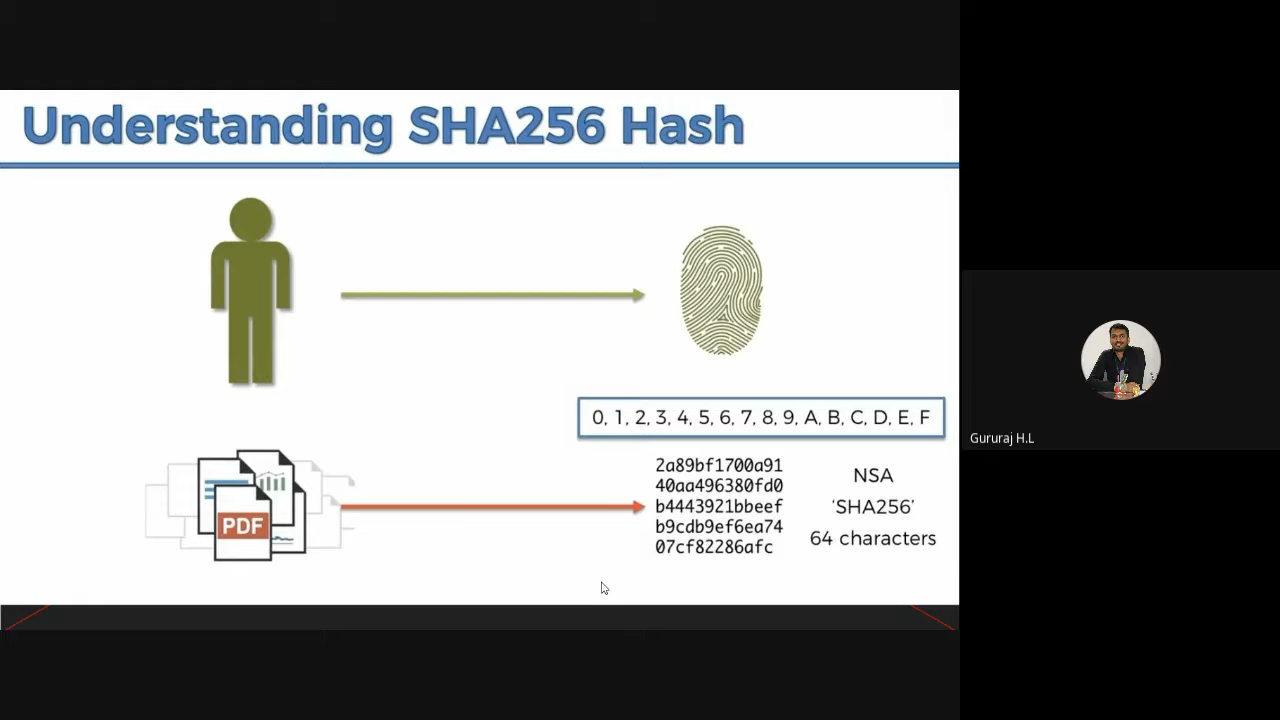 Understanding SHA256 Hash
0, 1, 2, 3, 4, 5, 6, 7, 8, 9, A, B, C, D, E, F
2a89bf1700a91
40aa496380fd0
b4443921bbeef
b9cdb9ef6ea74
07cf82286afc
NSA
‘SHA256’
64 characters
PDF
Gururaj H.L